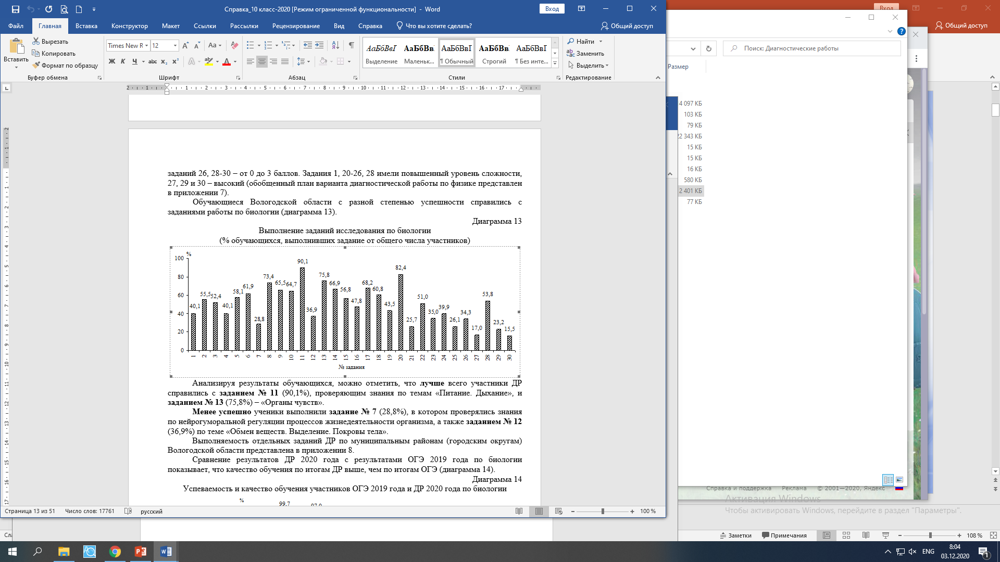 Справка_10 класс-2020 [Режим ограниченной функциональности] - Word
Вход
Вход
Файл Главная Вставка Конструктор Макет Ссылки Рассылки Рецензирование Вид Справка Что вы хотите сделать? Общий доступ
Общий доступ
Вставить
Вырезать
Копировать
Формат по образцу
Буфер обмена
Times New R 12
Ж К Ч abc x₂ x²
Шрифт
Абзац
АаБбВвГ АаБбВв АаБбВвГ АаБбВв АаБбВвГ
Выделение Маленьк... ¶ Обычный Строгий ¶ Без инте...
Стили
Найти
Заменить
Выделить
Редактирование
Поиск: Диагностические работы
Размер
4 097 КБ
103 КБ
79 КБ
22 343 КБ
15 КБ
15 КБ
16 КБ
580 КБ
2 401 КБ
77 КБ
2 1 1 2 3 4 5 6 7 8 9 10 11 12 13 14 15 16 17
заданий 26, 28-30 – от 0 до 3 баллов. Задания 1, 20-26, 28 имели повышенный уровень сложности,
27, 29 и 30 – высокий (обобщенный план варианта диагностической работы по физике представлен
в приложении 7).
Обучающиеся Вологодской области с разной степенью успешности справились с
заданиями работы по биологии (диаграмма 13).
Диаграмма 13
Выполнение заданий исследования по биологии
(% обучающихся, выполнивших задание от общего числа участников)
%
100
80
60
40
20
0
40,1 55,5 52,4 40,1 58,1 61,9 28,8 73,4 65,5 64,7 90,1 36,9 75,8 66,9 56,8 47,8 68,2 60,8 43,5 82,4 25,7 51,0 35,0 39,9 26,1 34,3 17,0 53,8 23,2 15,5
1 2 3 4 5 6 7 8 9 10 11 12 13 14 15 16 17 18 19 20 21 22 23 24 25 26 27 28 29 30
№ задания
Анализируя результаты обучающихся, можно отметить, что лучше всего участники ДР
справились с заданием № 11 (90,1%), проверяющим знания по темам «Питание. Дыхание», и
заданием № 13 (75,8%) – «Органы чувств».
Менее успешно ученики выполнили задание № 7 (28,8%), в котором проверялись знания
по нейрогуморальной регуляции процессов жизнедеятельности организма, а также заданием № 12
(36,9%) по теме «Обмен веществ. Выделение. Покровы тела».
Выполняемость отдельных заданий ДР по муниципальным районам (городским округам)
Вологодской области представлена в приложении 8.
Сравнение результатов ДР 2020 года с результатами ОГЭ 2019 года по биологии
показывает, что качество обучения по итогам ДР выше, чем по итогам ОГЭ (диаграмма 14).
Диаграмма 14
Успеваемость и качество обучения участников ОГЭ 2019 года и ДР 2020 года по биологии
%
99,7
97,0
Справка и поддержка Реклама © 2001—2020, Яндекс
Активация Windows
Чтобы активировать Windows, перейдите в раздел "Параметры".
Страница 13 из 51 Число слов: 17761 русский 100 %
Заметки Примечания 108 %
ENG
8:04
03.12.2020
1